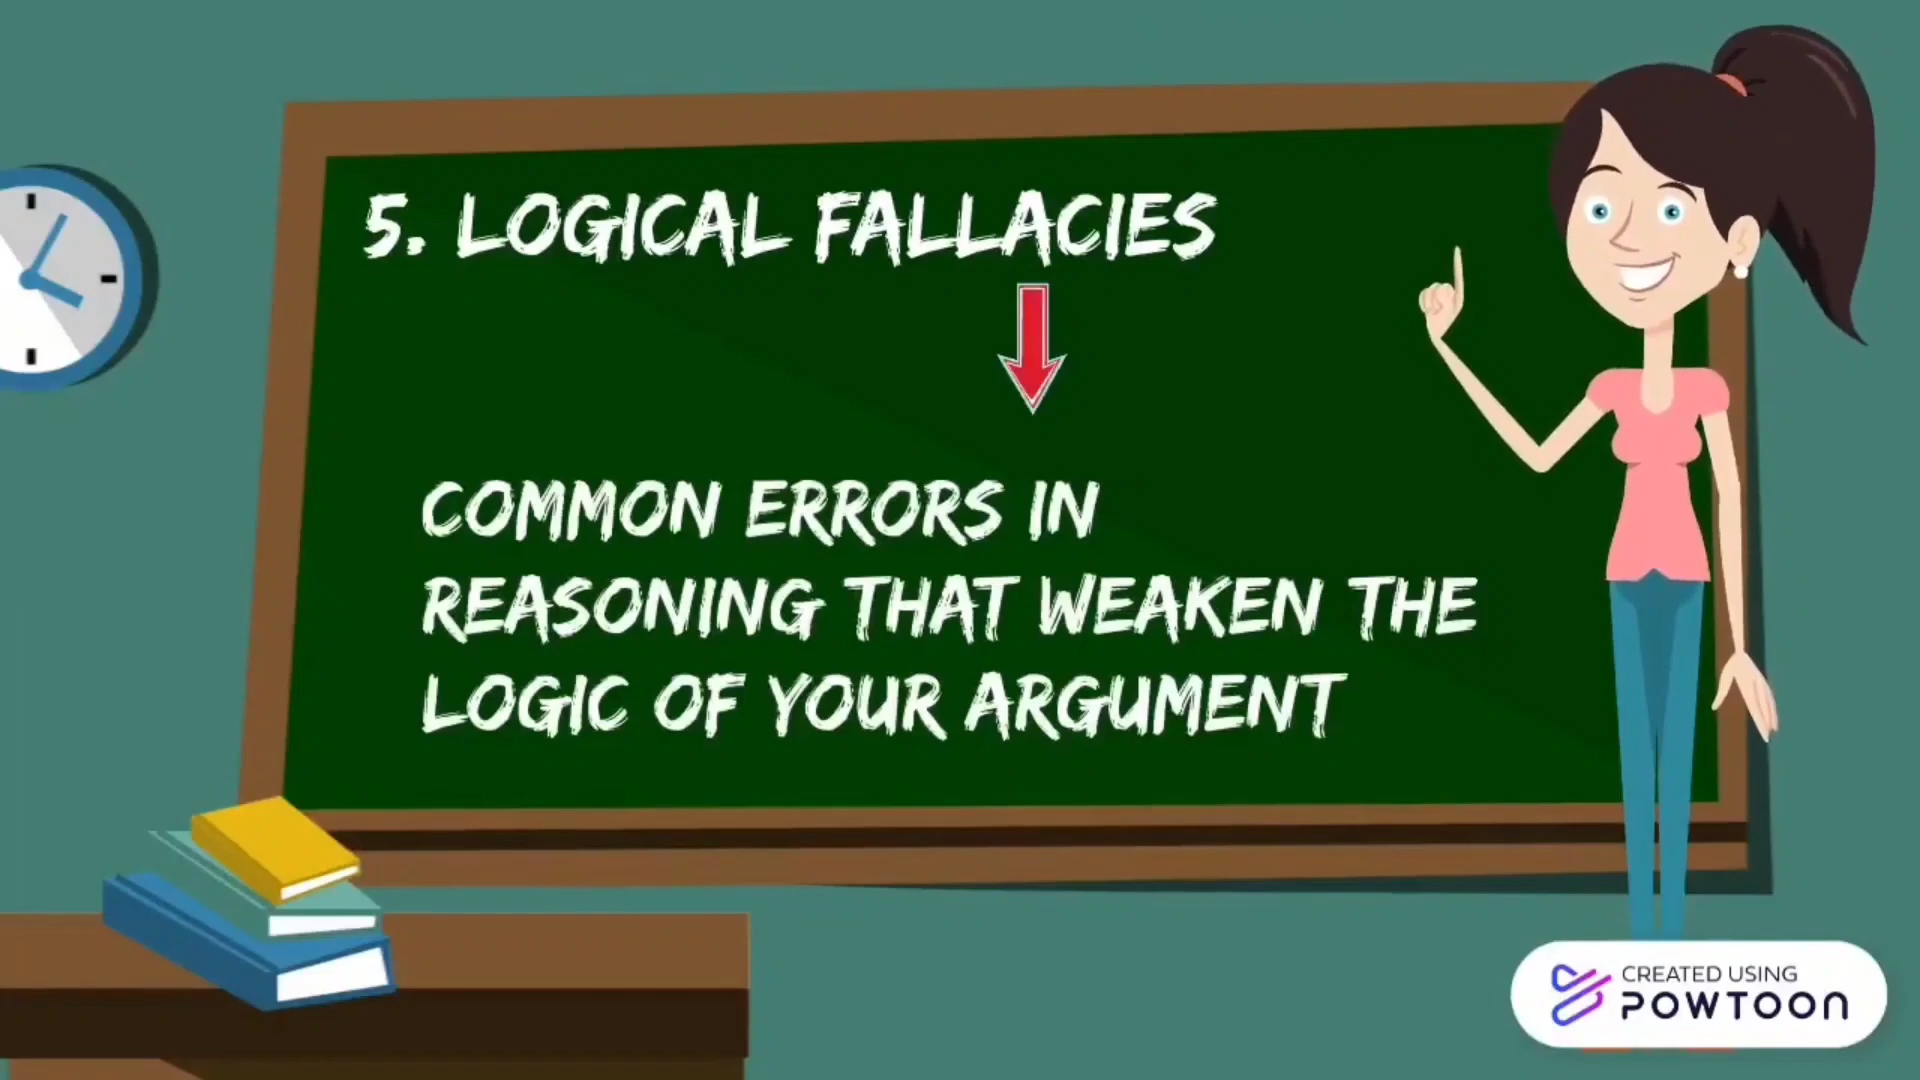 5. LOGICAL FALLACIES
COMMON ERRORS IN
REASONING THAT WEAKEN THE
LOGIC OF YOUR ARGUMENT
CREATED USING
POWTOON